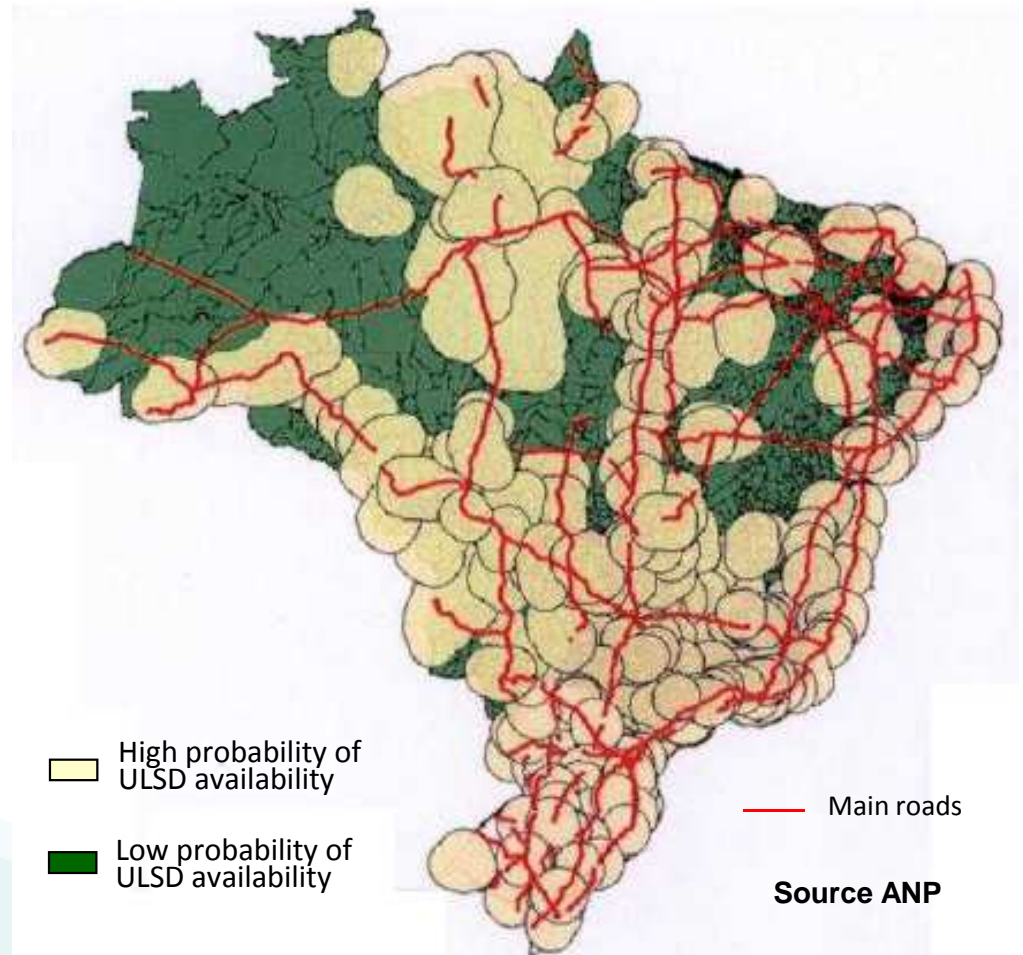 High probability of
ULSD availability
Low probability of
ULSD availability
Main roads
Source ANP